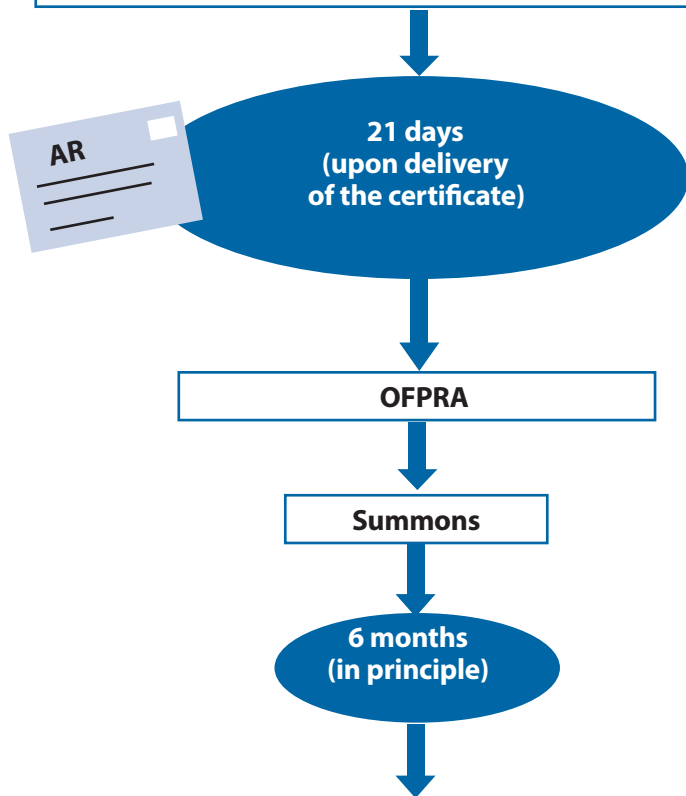 21 days
(upon delivery
of the certificate)
AR
OFPRA
Summons
6 months
(in principle)